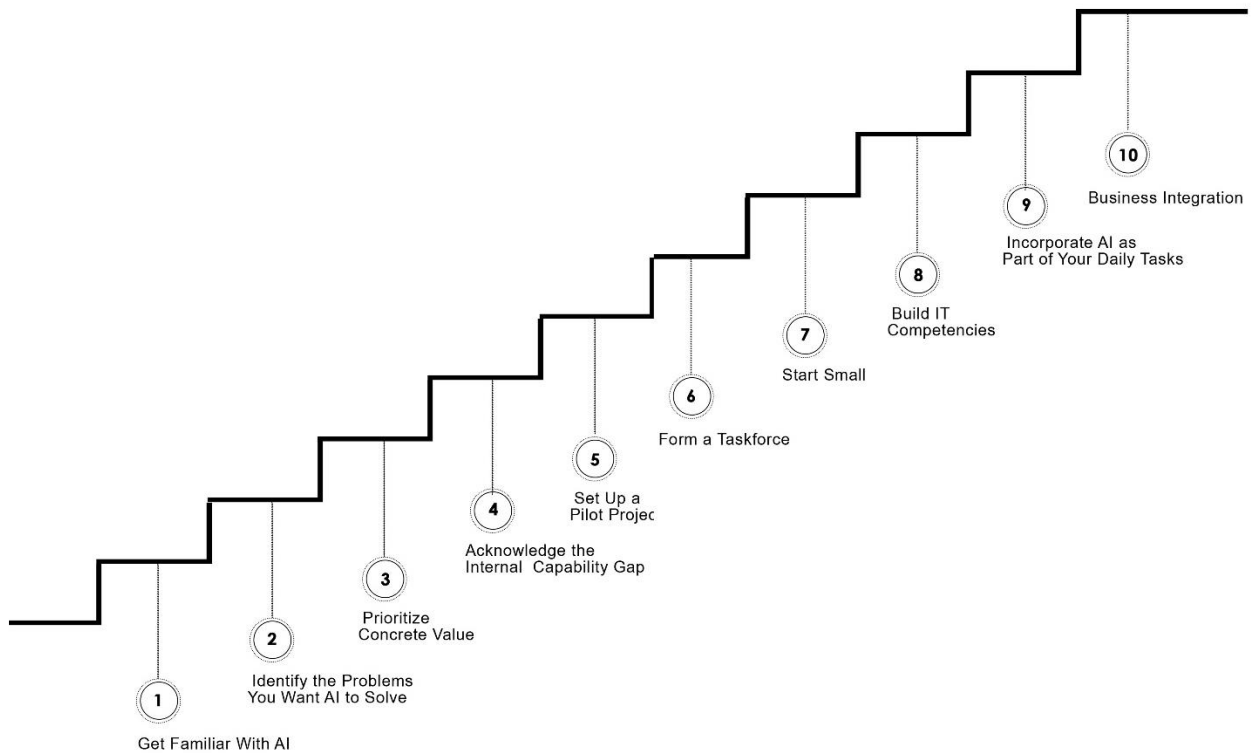 1
Get Familiar With AI
2
Identify the Problems
You Want AI to Solve
3
Prioritize
Concrete Value
4
Acknowledge the
Internal Capability Gap
5
Set Up a
Pilot Projec
6
Form a Taskforce
7
Start Small
8
Build IT
Competencies
9
Incorporate AI as
Part of Your Daily Tasks
10
Business Integration